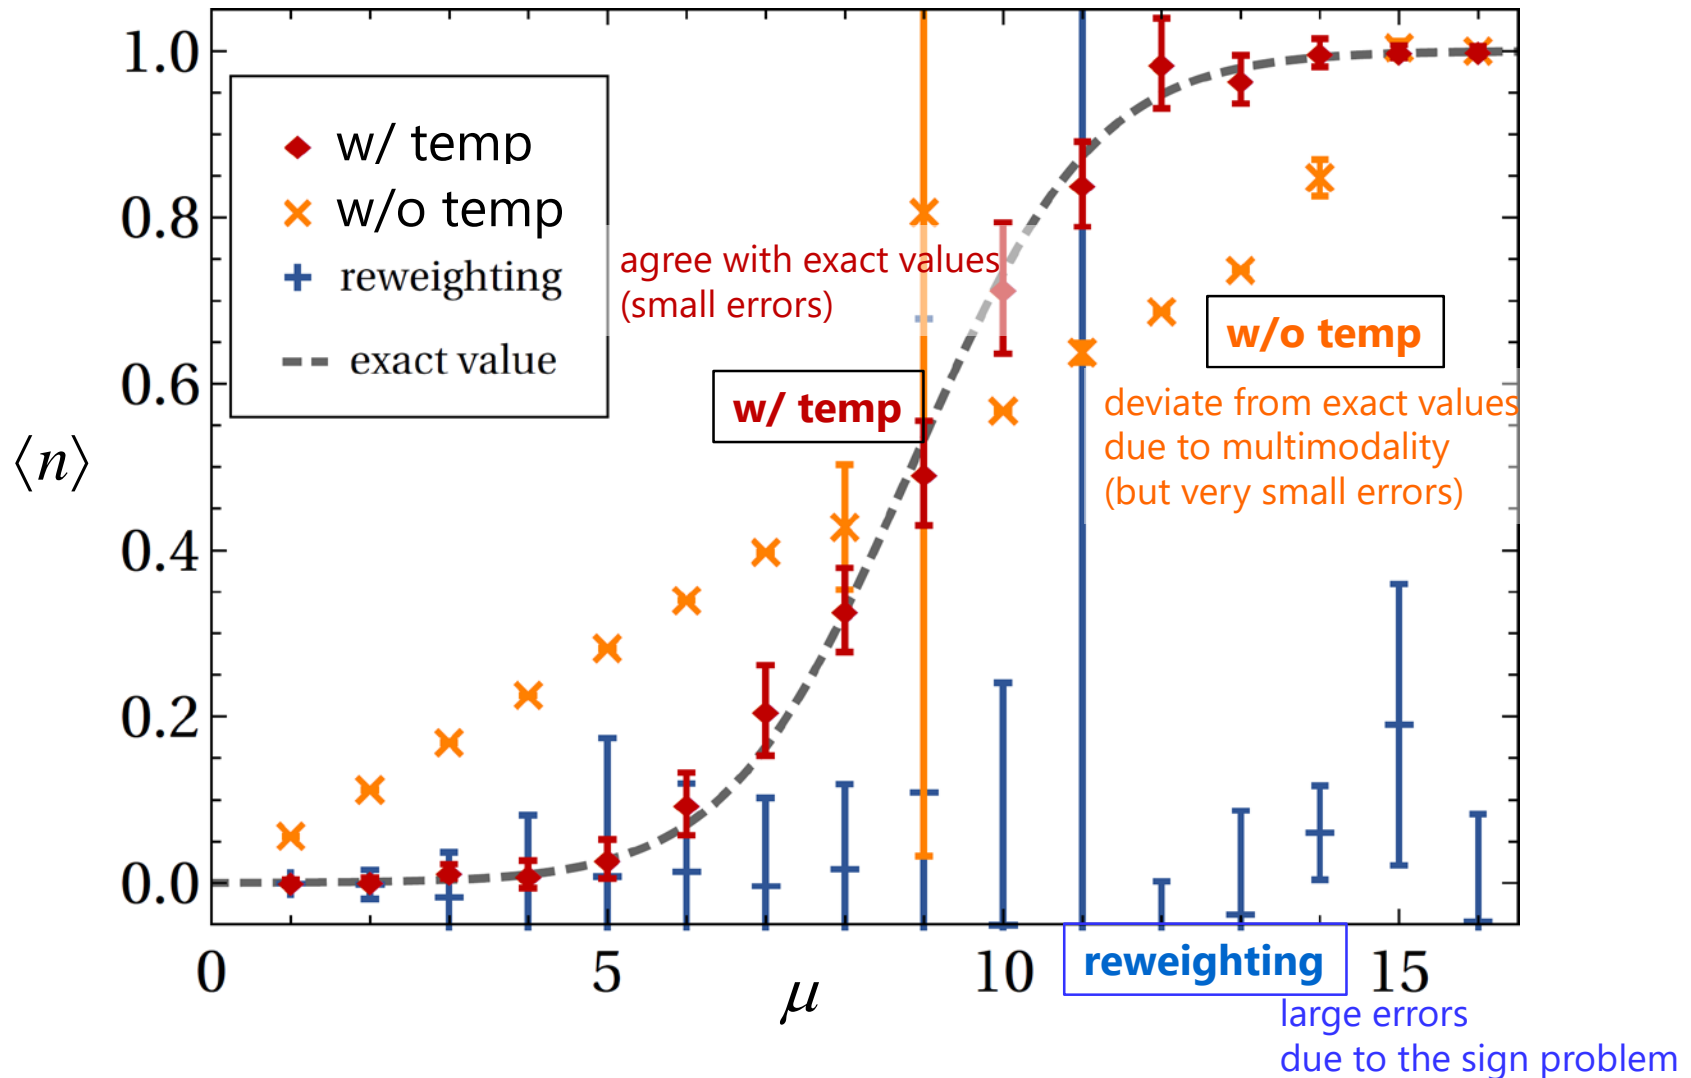 1.0
0.8
0.6
0.4
0.2
0.0
⟨n⟩
w/ temp
w/o temp
reweighting
exact value
agree with exact values
(small errors)
w/ temp
w/o temp
deviate from exact values
due to multimodality
(but very small errors)
0 5 10 15
μ
reweighting
large errors
due to the sign problem